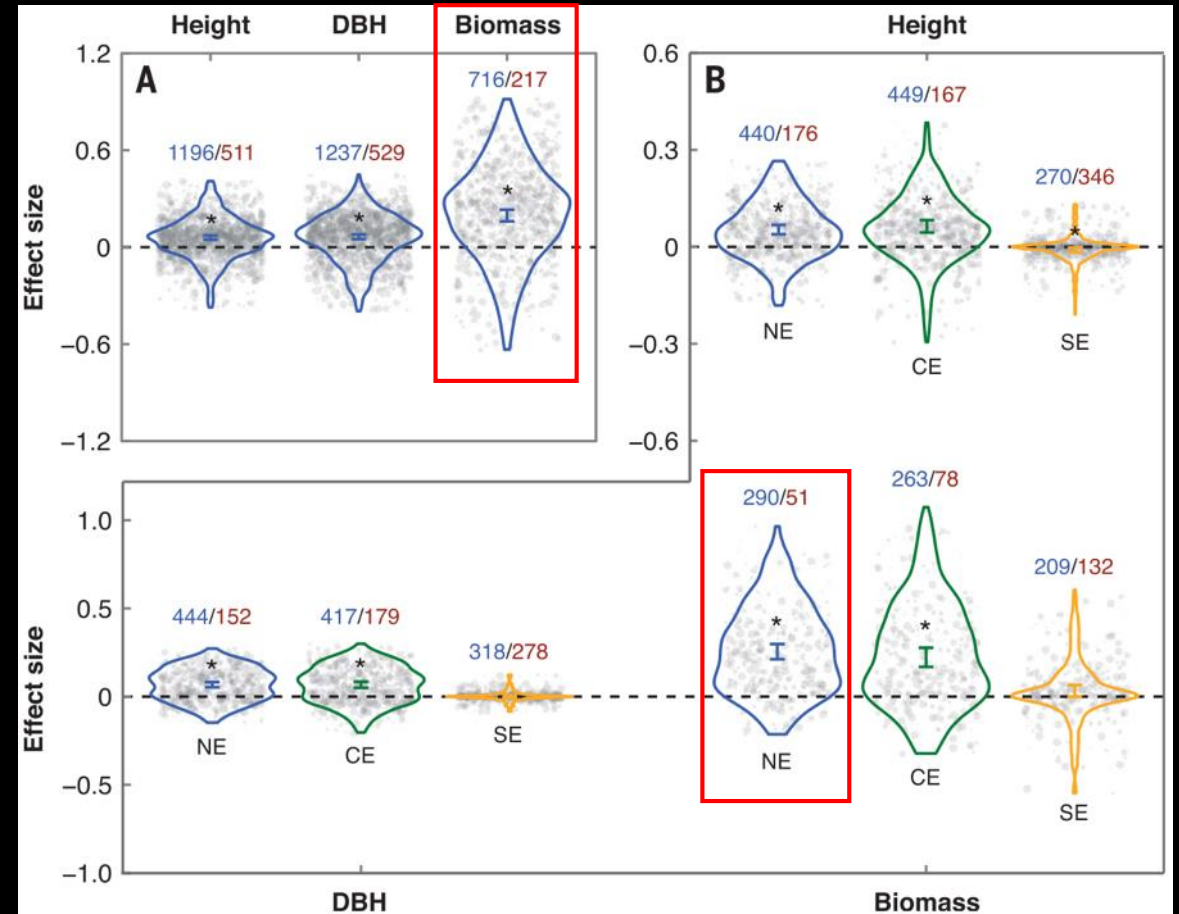 Height DBH Biomass Height
1.2
A
716/217
1196/511 1237/529
0.6
0
−0.6
−1.2
Effect size
* * *
0.6
B
449/167
440/176
0.3
270/346
0
−0.3
−0.6
* * *
NE
CE
SE
Effect size
1.0
0.5
0
−0.5
−1.0
444/152 417/179
318/278
* *
NE
CE
SE
DBH
290/51
263/78
209/132
* *
NE
CE
SE
Biomass